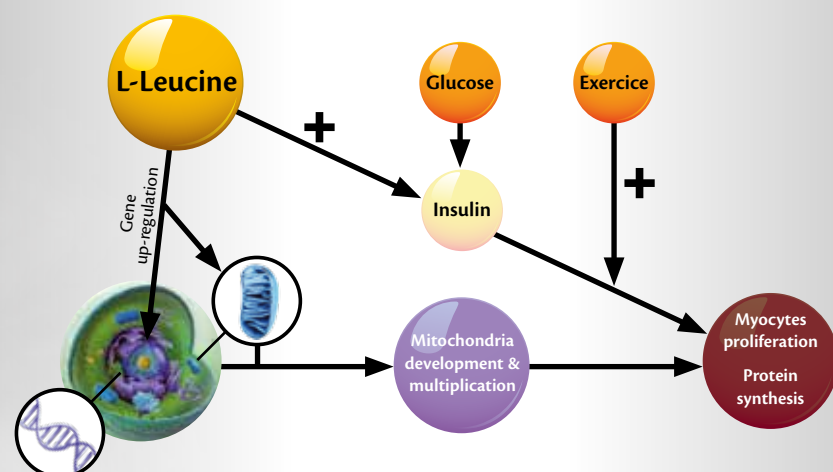 L-Leucine
Glucose
Exercice
+
+
Gene
up-regulation
Insulin
Mitochondria
development &
multiplication
Myocytes
proliferation
Protein
synthesis